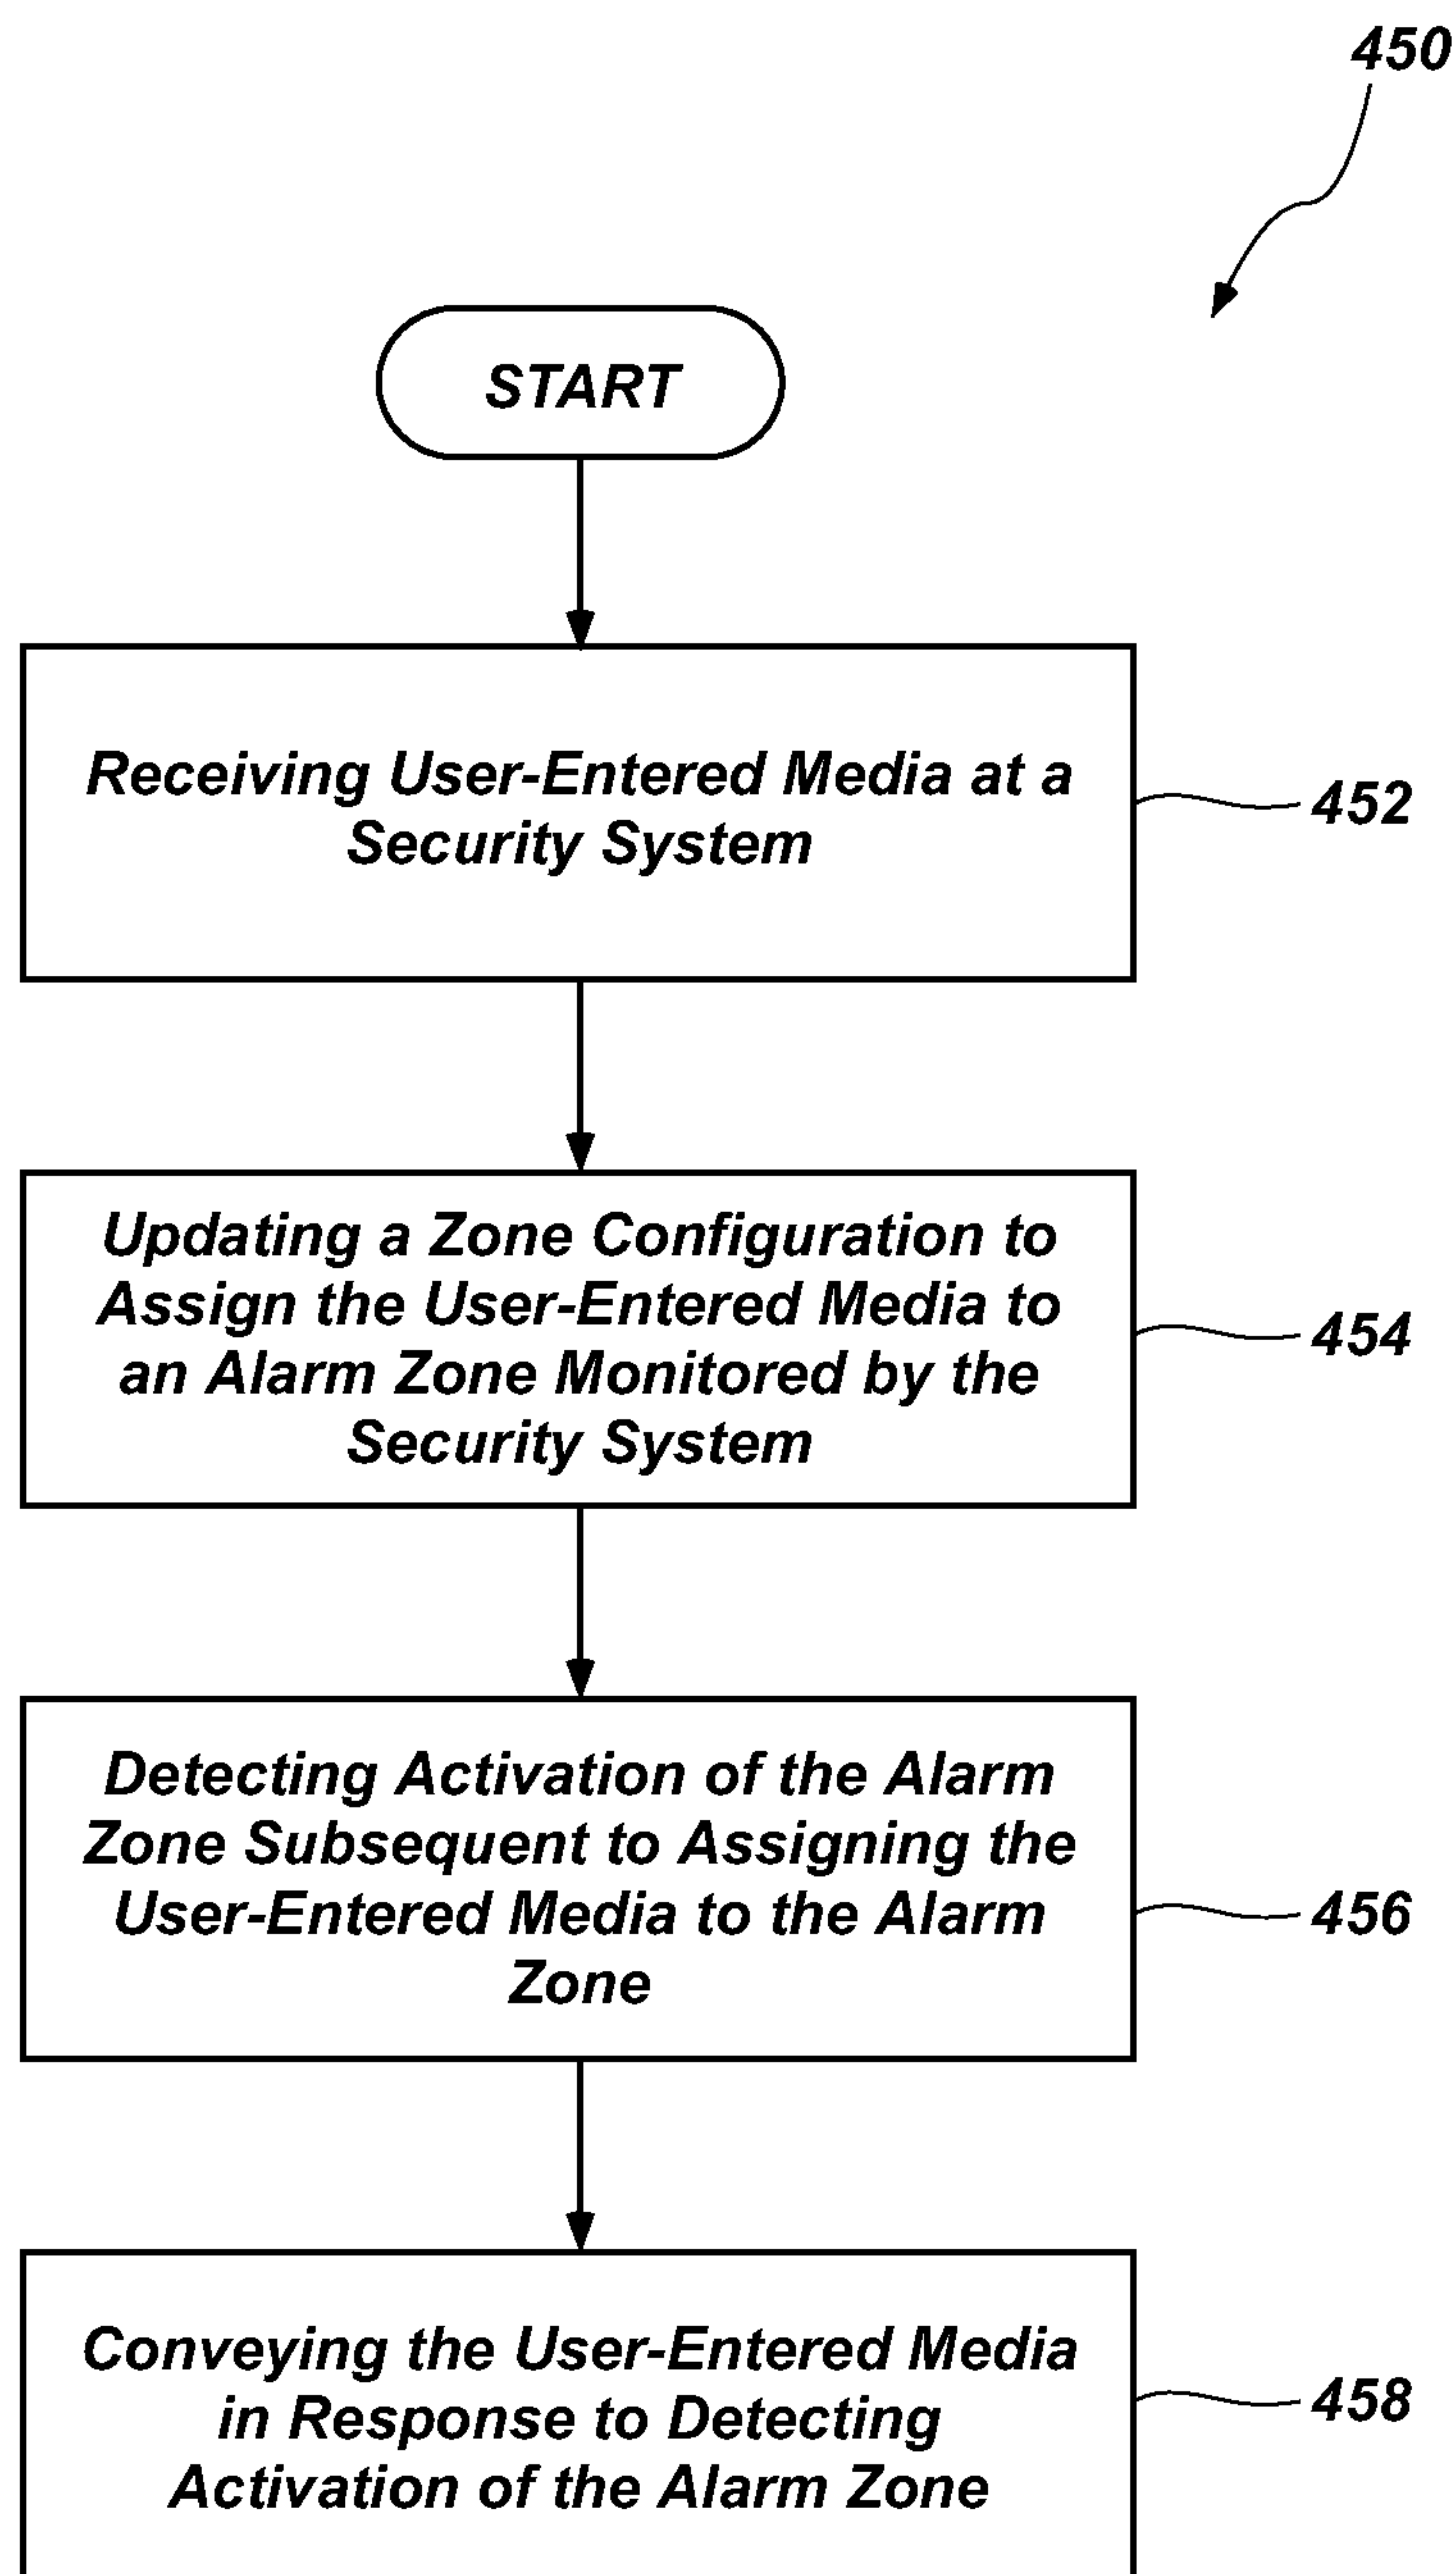 450
START
Receiving User-Entered Media at a
Security System
452
Updating a Zone Configuration to
Assign the User-Entered Media to
an Alarm Zone Monitored by the
Security System
454
Detecting Activation of the Alarm
Zone Subsequent to Assigning the
User-Entered Media to the Alarm
Zone
456
Conveying the User-Entered Media
in Response to Detecting
Activation of the Alarm Zone
458